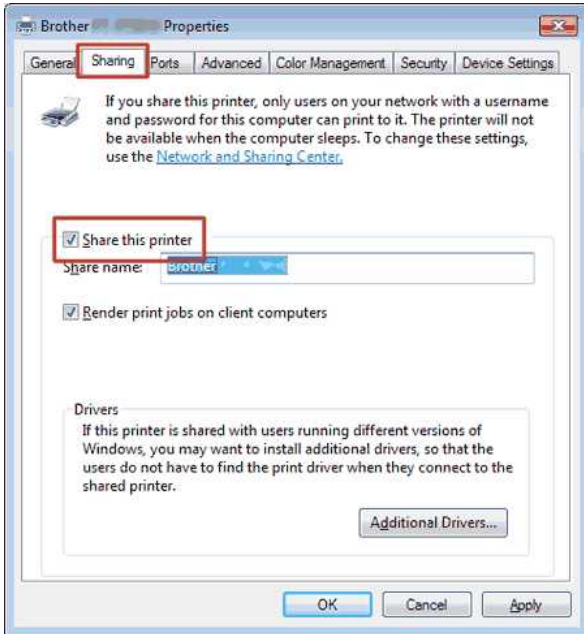 Brother Properties
General Sharing Ports Advanced Color Management Security Device Settings
If you share this printer, only users on your network with a username
and password for this computer can print to it. The printer will not
be available when the computer sleeps. To change these settings,
use the Network and Sharing Center.
Share this printer
Share name: Brother
Render print jobs on client computers
Drivers
If this printer is shared with users running different versions of
Windows, you may want to install additional drivers, so that the
users do not have to find the print driver when they connect to the
shared printer.
Additional Drivers...
OK Cancel Apply